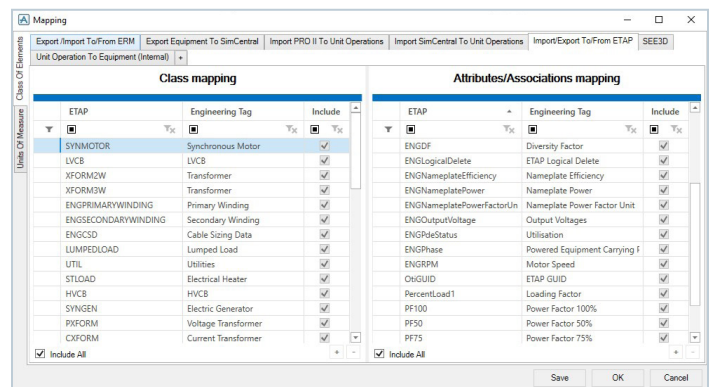 Mapping
Export /Import To/From ERM Export Equipment To SimCentral Import PRO II To Unit Operations Import SimCentral To Unit Operations Import/Export To/From ETAP SEE3D
Unit Operation To Equipment (Internal) +
Class Of Elements
Units Of Measure
Class mapping
ETAP Engineering Tag Include
SYNMOTOR Synchronous Motor
LVCB LVCB
XFORM2W Transformer
XFORM3W Transformer
ENGPRIMARYWINDING Primary Winding
ENGSECONDARYWINDING Secondary Winding
ENGCSD Cable Sizing Data
LUMPEDLOAD Lumped Load
UTIL Utilities
STLOAD Electrical Heater
HVCB HVCB
SYNGEN Electric Generator
PXFORM Voltage Transformer
CXFORM Current Transformer
Include All + -
Attributes/Associations mapping
ETAP Engineering Tag Include
ENGDF Diversity Factor
ENGLogicalDelete ETAP Logical Delete
ENGNameplateEfficiency Nameplate Efficiency
ENGNameplatePower Nameplate Power
ENGNameplatePowerFactorUn Nameplate Power Factor Unit
ENGOutputVoltage Output Voltages
ENGPdeStatus Utilisation
ENGPhase Powered Equipment Carrying
ENGRPM Motor Speed
OtiGUID ETAP GUID
PercentLoad1 Loading Factor
PF100 Power Factor 100%
PF50 Power Factor 50%
PF75 Power Factor 75%
Include All + -
Save OK Cancel